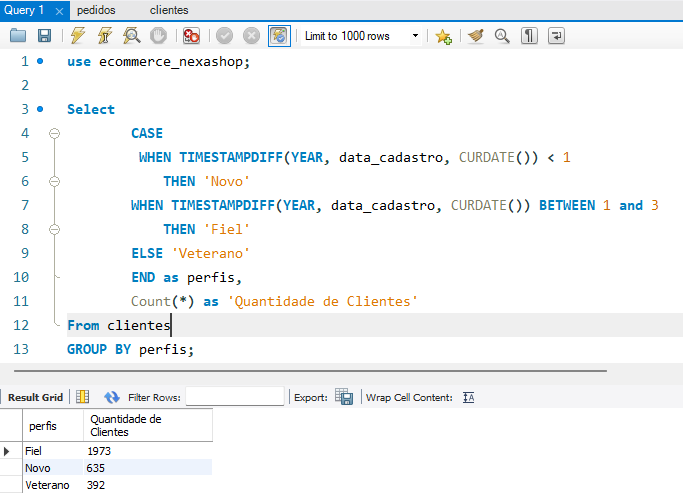 Query 1 pedidos clientes
Limit to 1000 rows
1 use ecommerce_nexashop;
2
3 Select
4 CASE
5 WHEN TIMESTAMPDIFF(YEAR, data_cadastro, CURDATE()) < 1
6 THEN 'Novo'
7 WHEN TIMESTAMPDIFF(YEAR, data_cadastro, CURDATE()) BETWEEN 1 and 3
8 THEN 'Fiel'
9 ELSE 'Veterano'
10 END as perfis,
11 Count(*) as 'Quantidade de Clientes'
12 From clientes
13 GROUP BY perfis;
Result Grid Filter Rows: Export: Wrap Cell Content:
perfis Quantidade de
Clientes
Fiel 1973
Novo 635
Veterano 392